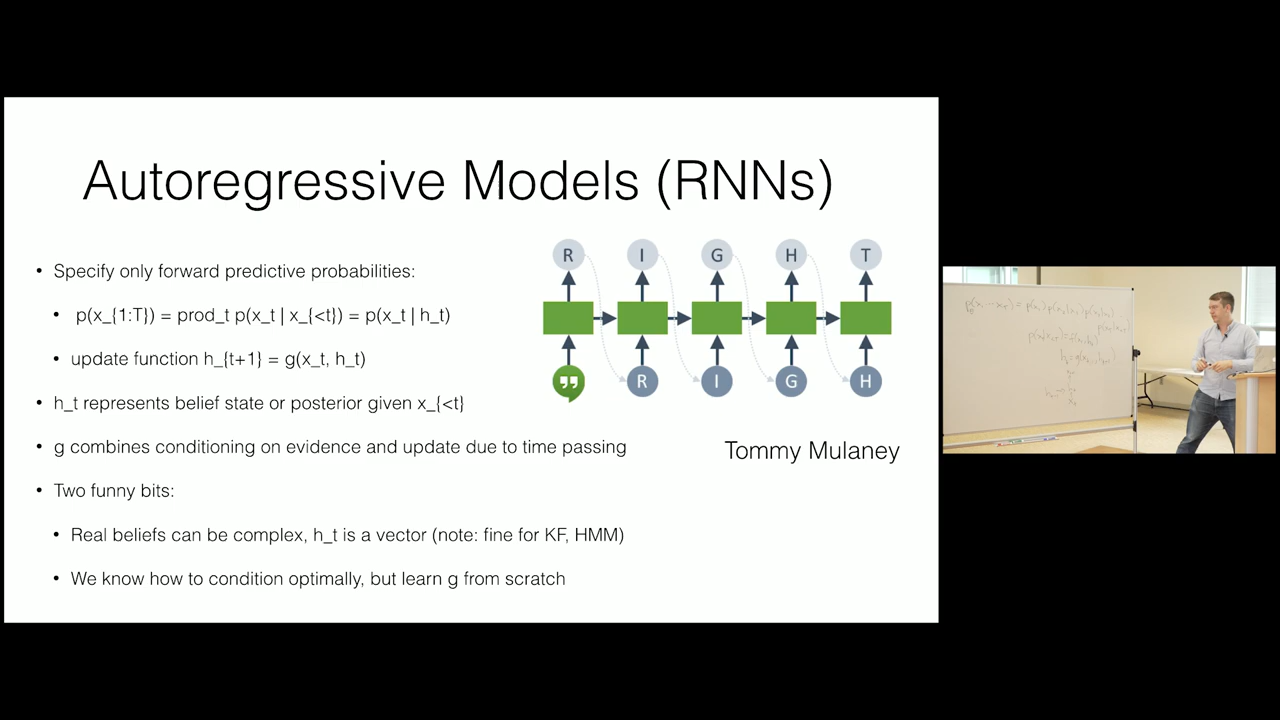 Autoregressive Models (RNNs)
• Specify only forward predictive probabilities:
• p(x_{1:T}) = prod_t p(x_t | x_{<t}) = p(x_t | h_t)
• update function h_{t+1} = g(x_t, h_t)
• h_t represents belief state or posterior given x_{<t}
• g combines conditioning on evidence and update due to time passing
• Two funny bits:
• Real beliefs can be complex, h_t is a vector (note: fine for KF, HMM)
• We know how to condition optimally, but learn g from scratch
R I G H T
R I G H
Tommy Mulaney